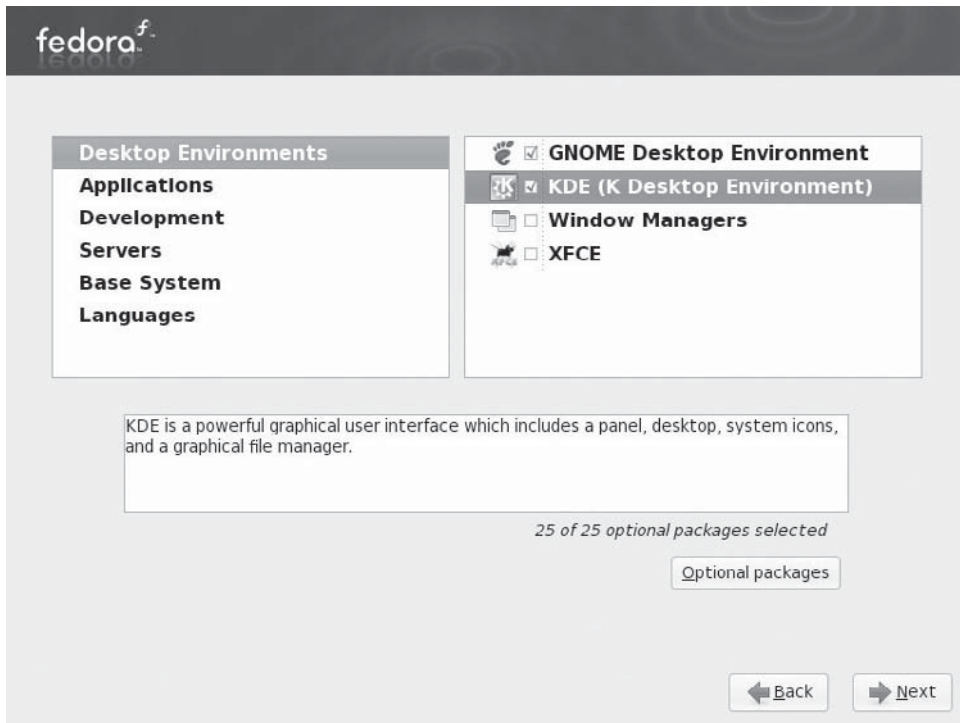 fedora
Desktop Environments
Applications
Development
Servers
Base System
Languages
GNOME Desktop Environment
KDE (K Desktop Environment)
Window Managers
XFCE
KDE is a powerful graphical user interface which includes a panel, desktop, system icons,
and a graphical file manager.
25 of 25 optional packages selected
Optional packages
Back
Next